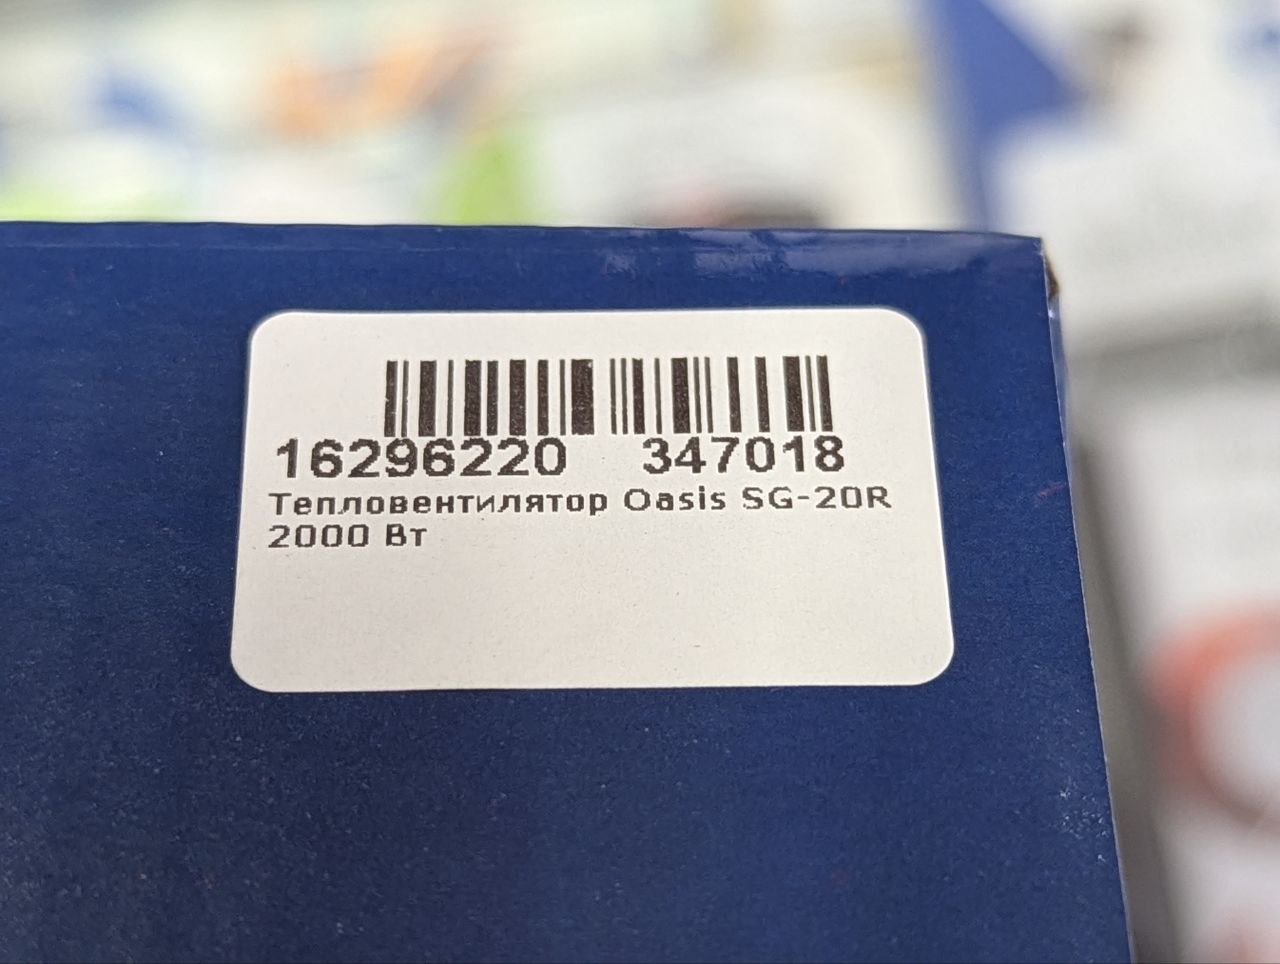 16296220 347018
Тепловентилятор Oasis SG-20R
2000 Вт